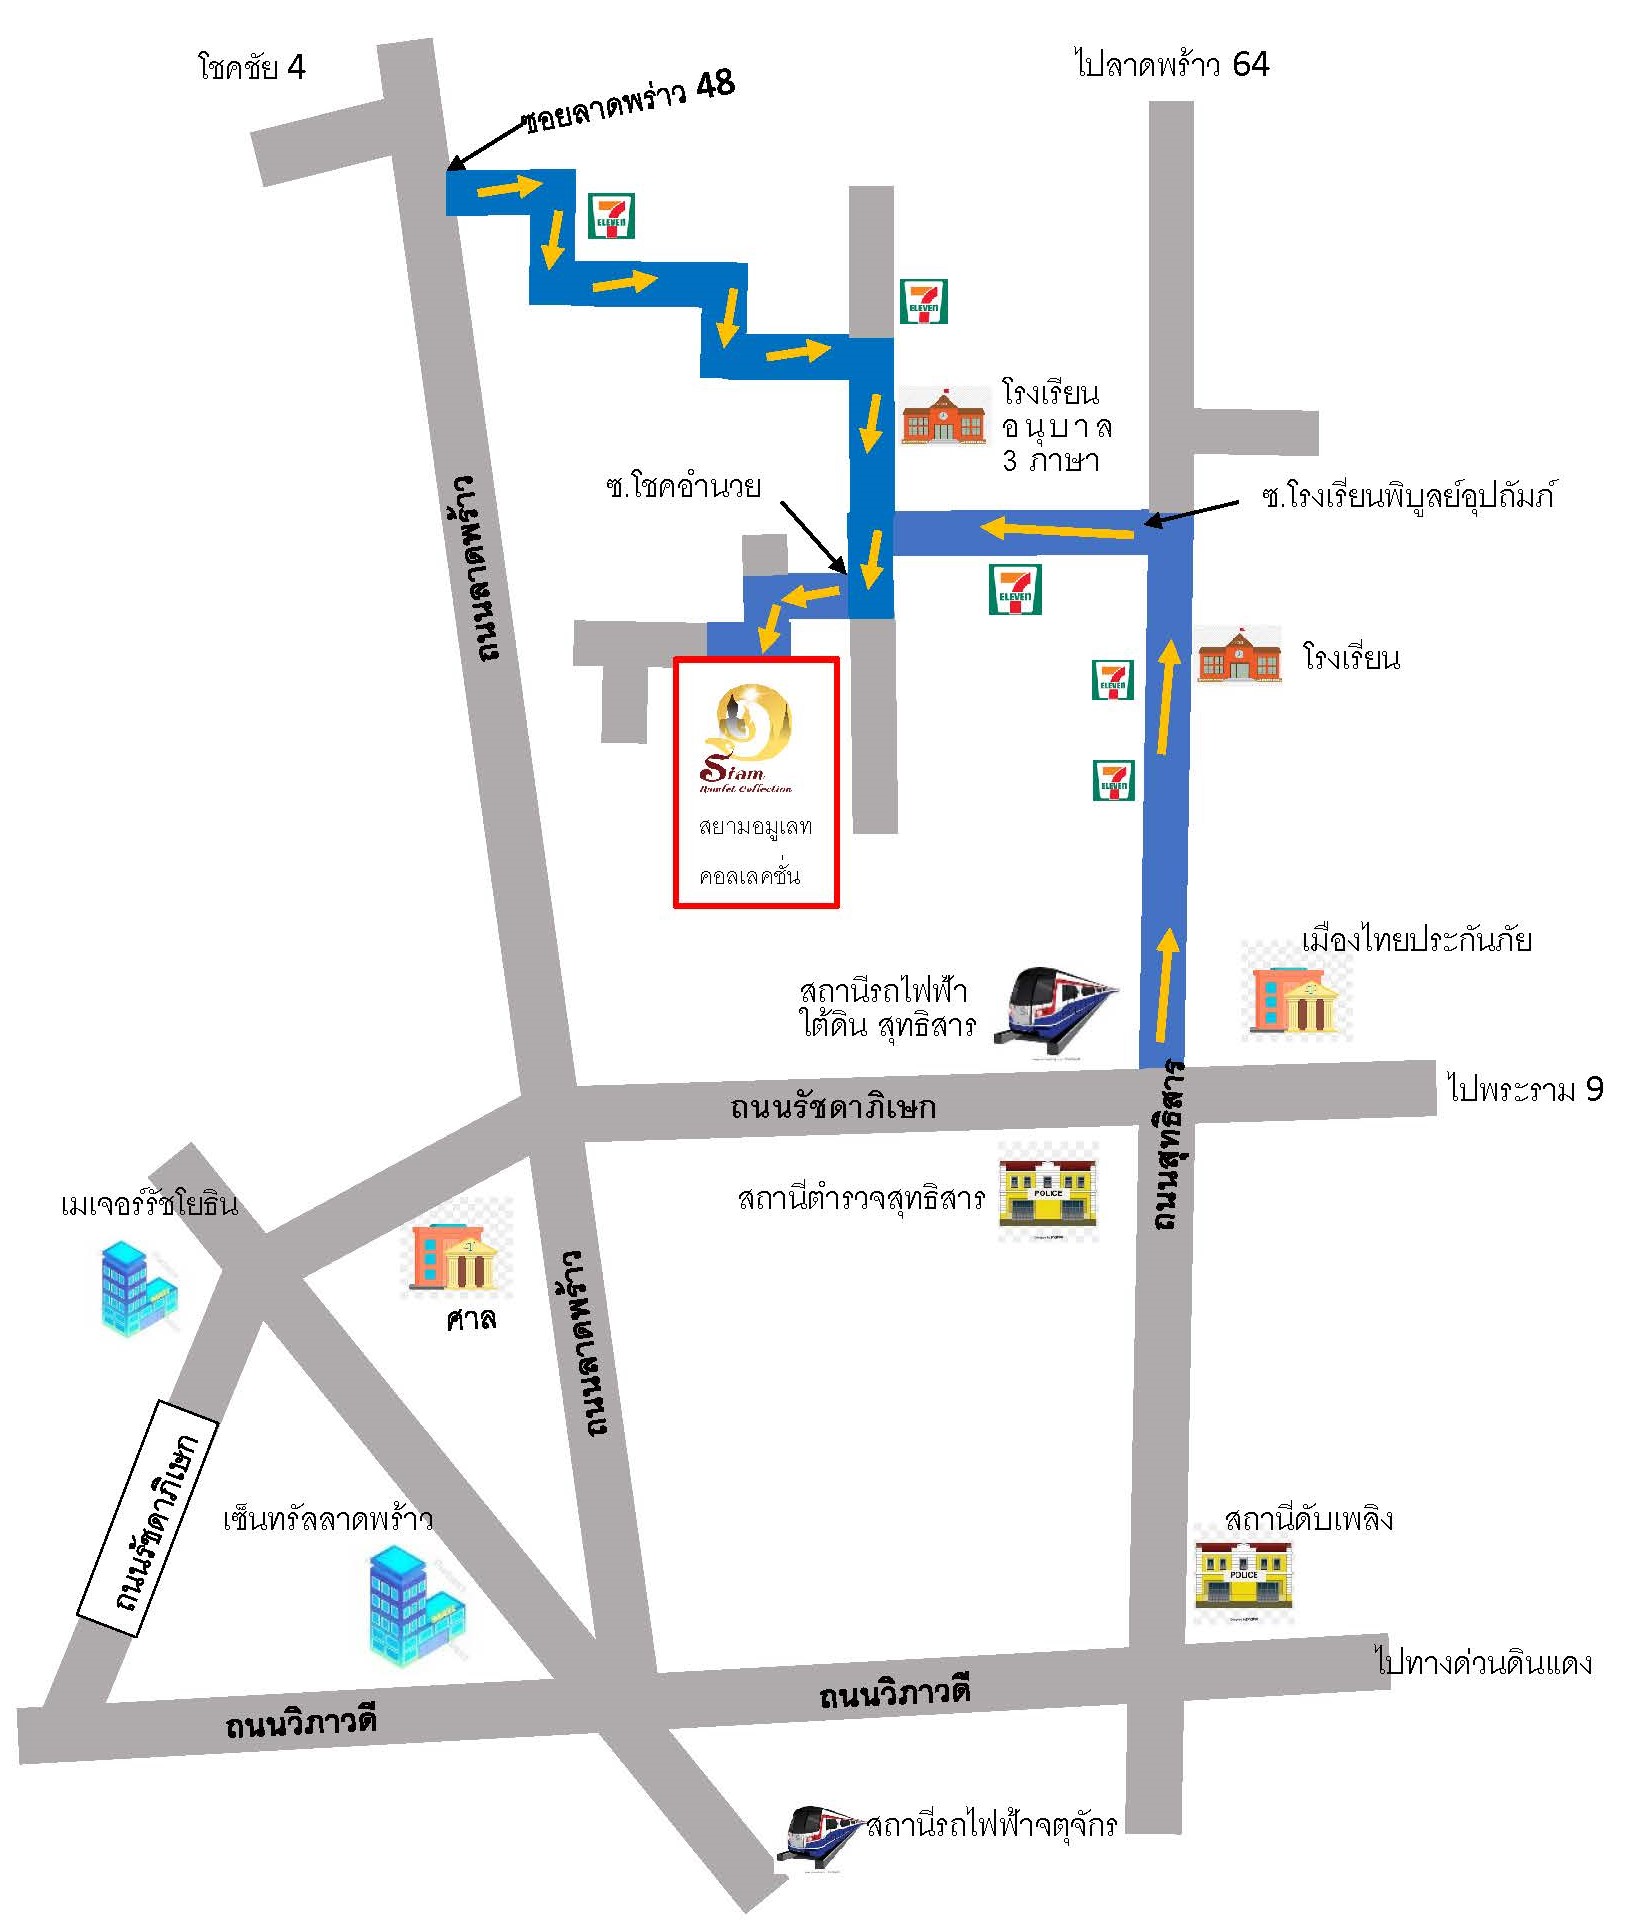 โชคชัย 4
ไปลาดพร้าว 64
ซอยลาดพร่าว 48
7 ELEVEN
7 ELEVEN
โรงเรียน
อนุบาล
3 ภาษา
ซ.โชคอำนวย
ซ.โรงเรียนพิบูลย์อุปถัมภ์
ถนนลาดพร้าว
7 ELEVEN
โรงเรียน
7 ELEVEN
7 ELEVEN
Siam
Amulet Collection
สยามอมูเลท
คอลเลคชั่น
เมืองไทยประกันภัย
สถานีรถไฟฟ้า
ใต้ดิน สุทธิสาร
ถนนรัชดาภิเษก
ไปพระราม 9
ถนนสุทธิสาร
สถานีตำรวจสุทธิสาร
POLICE
เมเจอร์รัชโยธิน
ศาล
ถนนลาดพร้าว
ถนนรัชดาภิเษก
เซ็นทรัลลาดพร้าว
สถานีดับเพลิง
POLICE
ไปทางด่วนดินแดง
ถนนวิภาวดี
ถนนวิภาวดี
สถานีรถไฟฟ้าจตุจักร